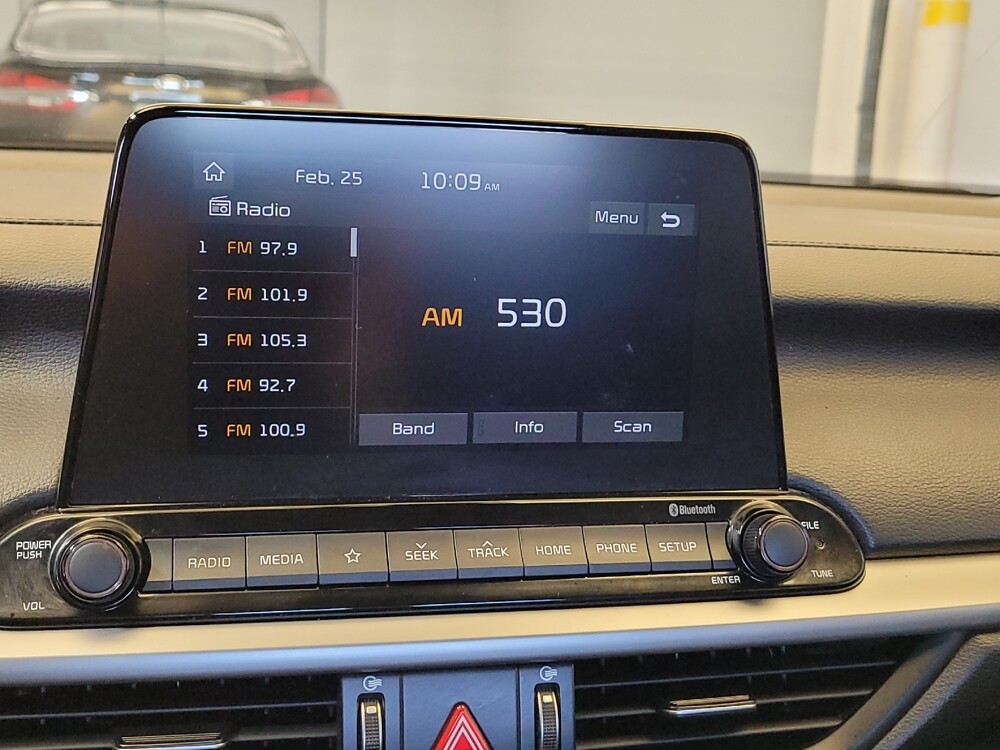 Feb. 25 10:09 AM
Radio
Menu
1 FM 97.9
2 FM 101.9
3 FM 105.3
4 FM 92.7
5 FM 100.9
AM 530
Band Info Scan
Bluetooth
POWER
PUSH
VOL
RADIO MEDIA SEEK TRACK HOME PHONE SETUP
FILE
ENTER
TUNE